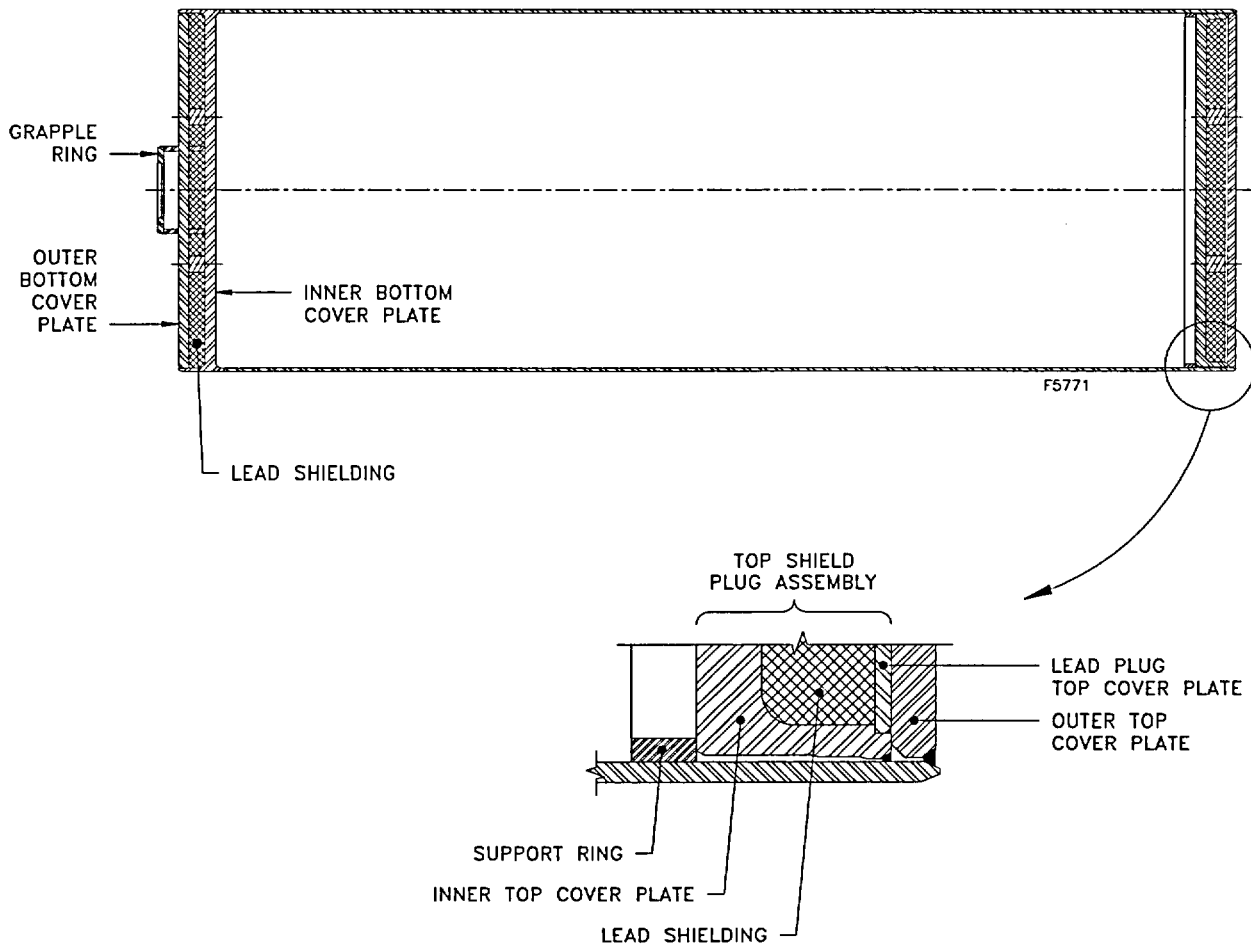 GRAPPLE
RING
OUTER
BOTTOM
COVER
PLATE
INNER BOTTOM
COVER PLATE
LEAD SHIELDING
F5771
TOP SHIELD
PLUG ASSEMBLY
LEAD PLUG
TOP COVER PLATE
OUTER TOP
COVER PLATE
SUPPORT RING
INNER TOP COVER PLATE
LEAD SHIELDING